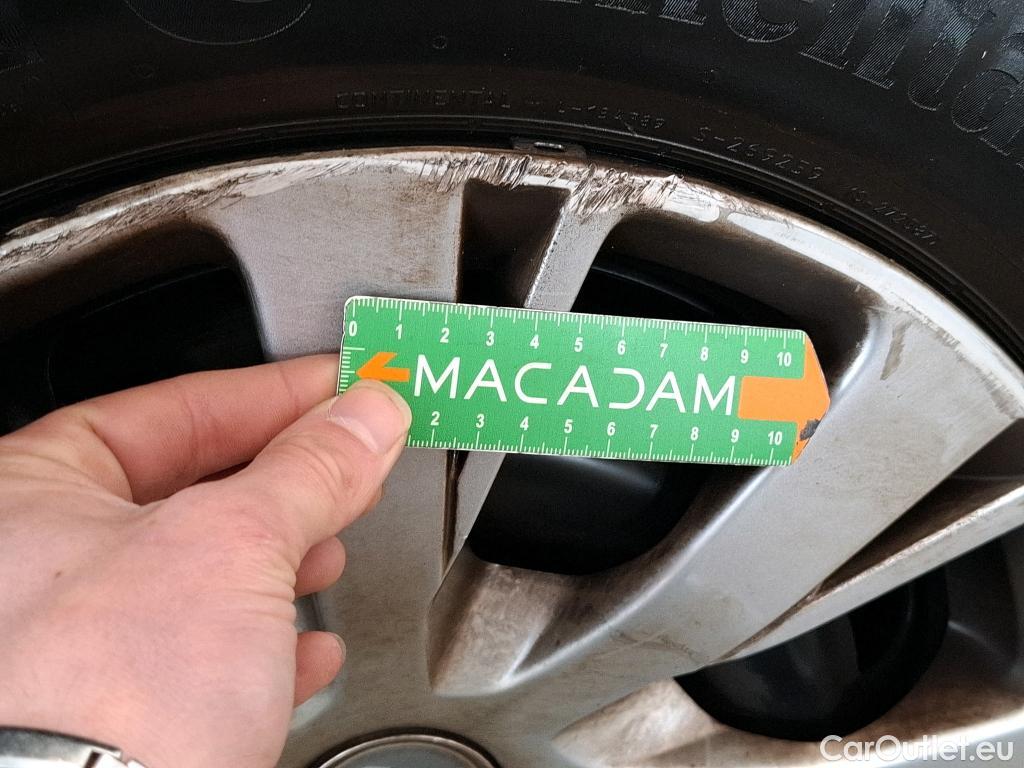 CONTINENTAL
S-269239
0 1 2 3 4 5 6 7 8 9 10
MACADAM
2 3 4 5 6 7 8 9 10
CarOutlet.eu